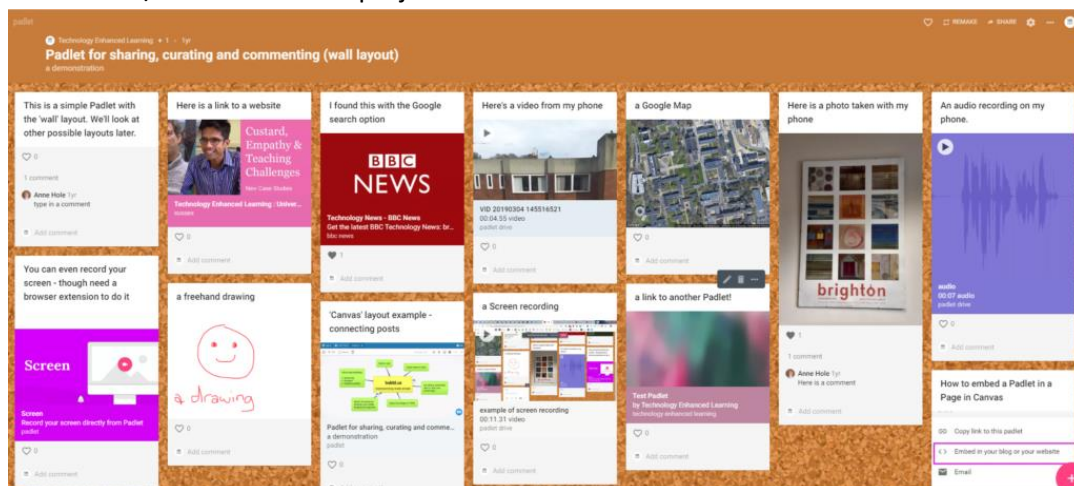 padlet
REMAKE
SHARE
Technology Enhanced Learning + 1 · 1yr
Padlet for sharing, curating and commenting (wall layout)
a demonstration
This is a simple Padlet with
the 'wall' layout. We'll look at
other possible layouts later.
0
1 comment
Anne Hole 1yr
type in a comment
Add comment
You can even record your
screen - though need a
browser extension to do it
Screen
Screen
Record your screen directly from Padlet
padlet
0
Add comment
Here is a link to a website
Custard,
Empathy &
Teaching
Challenges
New Case Studies
Technology Enhanced Learning : Univer...
sussex
0
Add comment
a freehand drawing
a drawing
0
Add comment
I found this with the Google
search option
BBC
NEWS
Technology News - BBC News
Get the latest BBC Technology News: br...
bbc news
1
Add comment
'Canvas' layout example -
connecting posts
Padlet for sharing, curating and comme...
a demonstration
padlet
0
Here's a video from my phone
VID 20190304 145516521
00:04.55 video
padlet drive
0
Add comment
a Screen recording
example of screen recording
00:11.31 video
padlet drive
0
Add comment
a Google Map
0
Add comment
a link to another Padlet!
Test Padlet
by Technology Enhanced Learning
technology enhanced learning
0
Add comment
Here is a photo taken with my
phone
brighton
1
1 comment
Anne Hole 1yr
Here is a comment
Add comment
An audio recording on my
phone.
audio
00:07 audio
padlet drive
0
Add comment
How to embed a Padlet in a
Page in Canvas
Copy link to this padlet
Embed in your blog or your website
Email